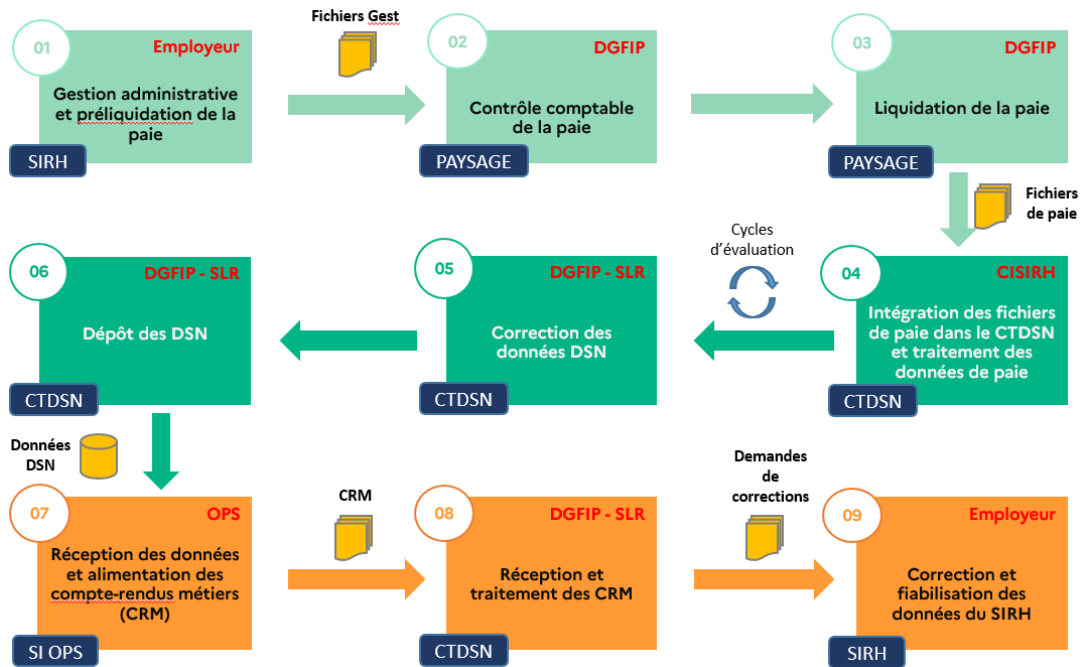 Fichiers Gest
01
Employeur
Gestion administrative
et préliquidation de la
paie
SIRH
02
DGFIP
Contrôle comptable
de la paie
PAYSAGE
03
DGFIP
Liquidation de la paie
PAYSAGE
Fichiers
de paie
06
DGFIP - SLR
Dépôt des DSN
CTDSN
05
DGFIP - SLR
Correction des
données DSN
CTDSN
Cycles
d'évaluation
04
CISIRH
Intégration des fichiers
de paie dans le CTDSN
et traitement des
données de paie
CTDSN
Données
DSN
07
OPS
Réception des données
et alimentation des
compte-rendus métiers
(CRM)
SI OPS
CRM
08
DGFIP - SLR
Réception et
traitement des CRM
CTDSN
Demandes
de
corrections
09
Employeur
Correction et
fiabilisation des
données du SIRH
SIRH